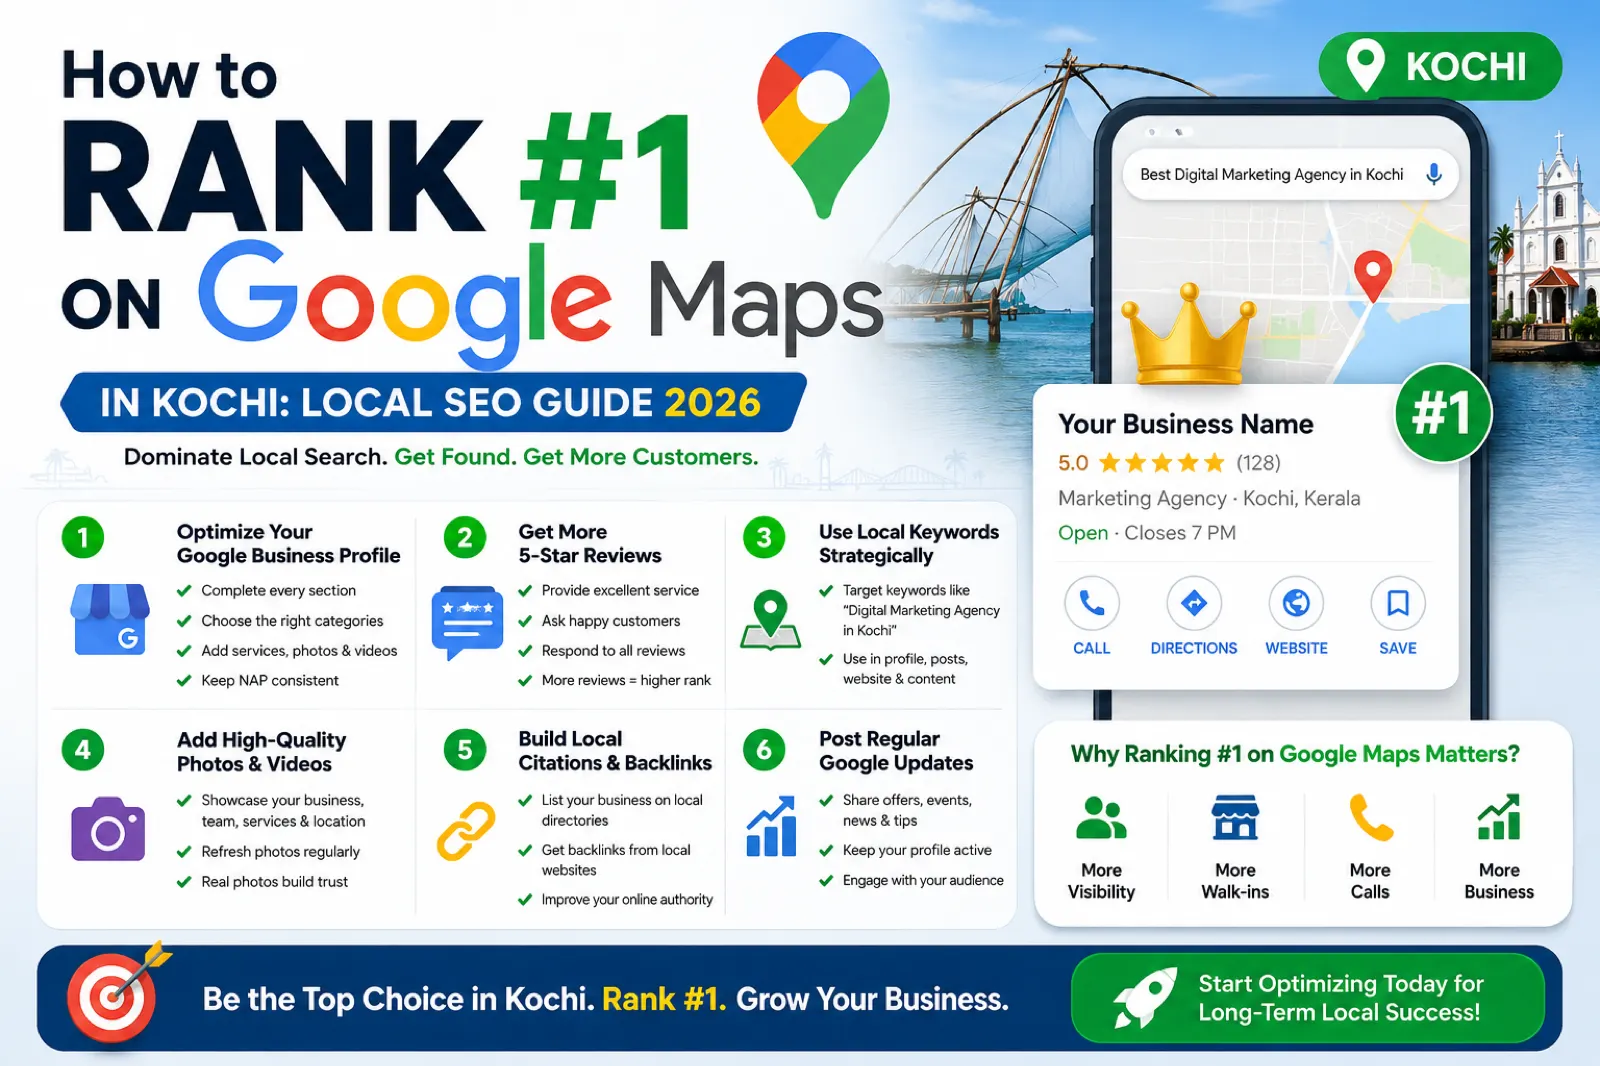 How to
RANK #1
ON Google Maps
IN KOCHI: LOCAL SEO GUIDE 2026
Dominate Local Search. Get Found. Get More Customers.
1
Optimize Your
Google Business Profile
Complete every section
Choose the right categories
Add services, photos & videos
Keep NAP consistent
G
2
Get More
5-Star Reviews
Provide excellent service
Ask happy customers
Respond to all reviews
More reviews = higher rank
3
Use Local Keywords
Strategically
Target keywords like
“Digital Marketing Agency
in Kochi”
Use in profile, posts,
website & content
4
Add High-Quality
Photos & Videos
Showcase your business,
team, services & location
Refresh photos regularly
Real photos build trust
5
Build Local
Citations & Backlinks
List your business on local
directories
Get backlinks from local
websites
Improve your online authority
6
Post Regular
Google Updates
Share offers, events,
news & tips
Keep your profile active
Engage with your audience
KOCHI
Best Digital Marketing Agency in Kochi
#1
Your Business Name
5.0 (128)
Marketing Agency · Kochi, Kerala
Open · Closes 7 PM
CALL DIRECTIONS WEBSITE SAVE
Why Ranking #1 on Google Maps Matters?
More
Visibility
More
Walk-ins
More
Calls
More
Business
Be the Top Choice in Kochi. Rank #1. Grow Your Business.
Start Optimizing Today for
Long-Term Local Success!